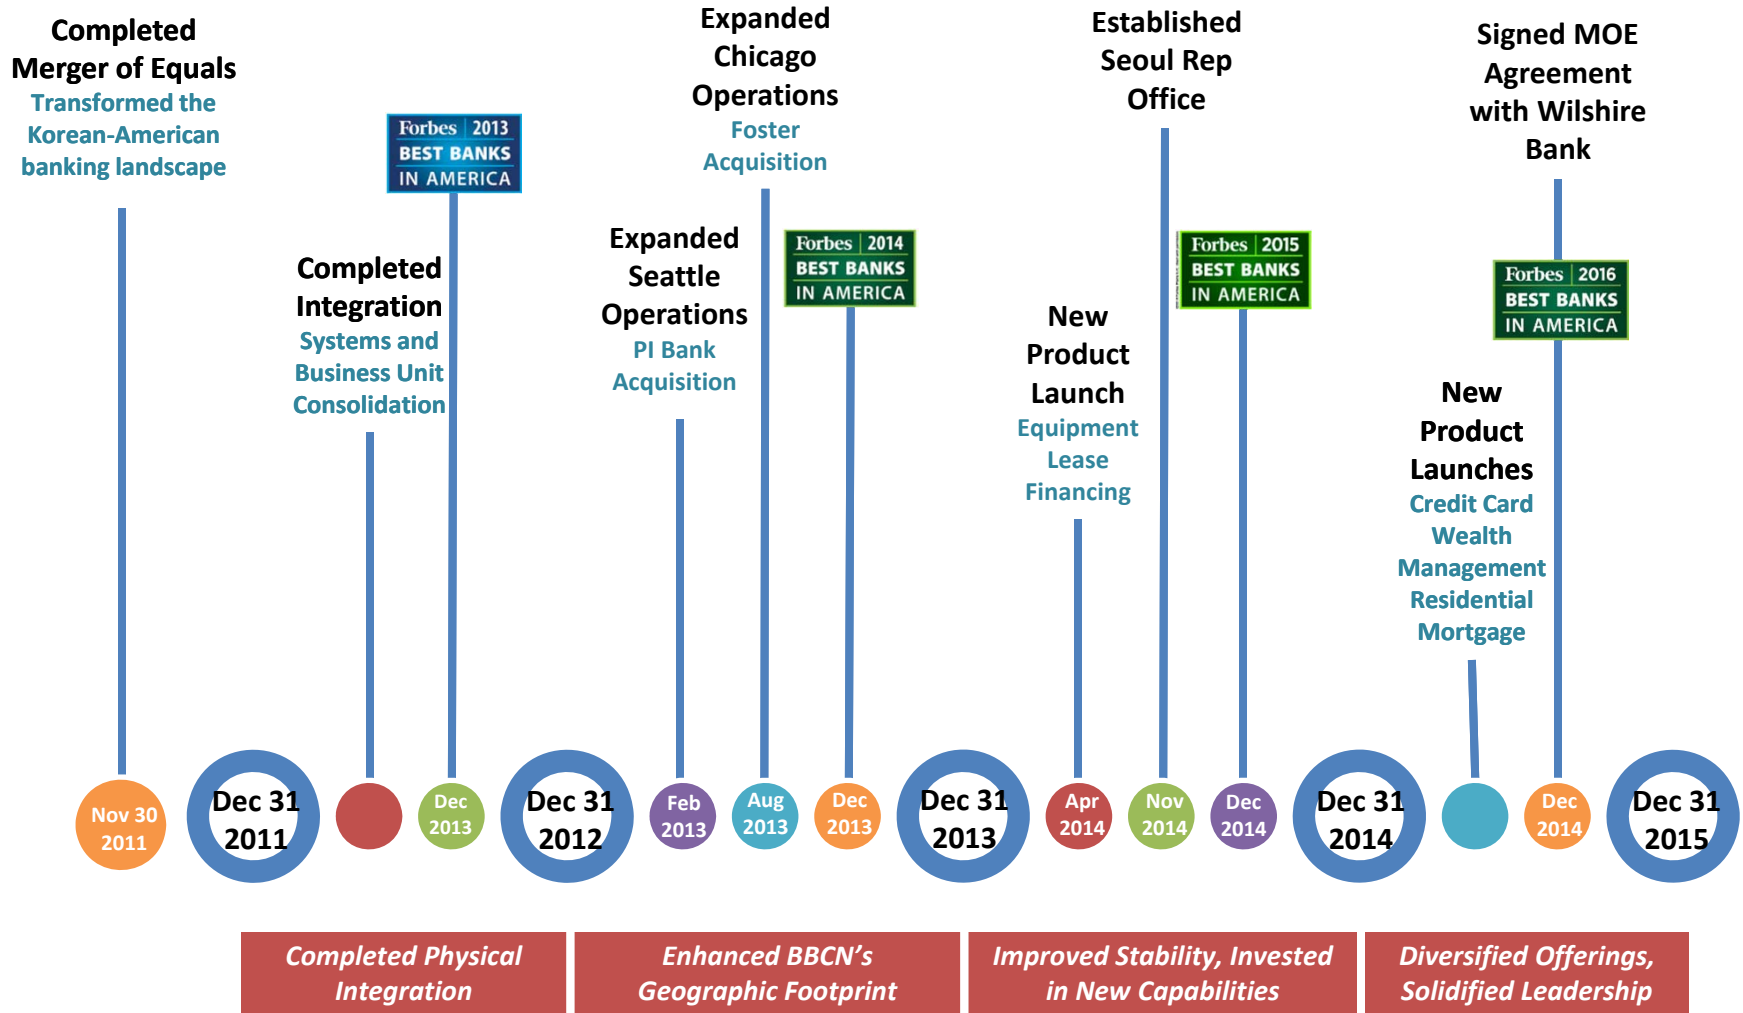 Completed
Merger of Equals
Transformed the
Korean-American
banking landscape
Completed
Integration
Systems and
Business Unit
Consolidation
Forbes 2013
BEST BANKS
IN AMERICA
Expanded
Seattle
Operations
PI Bank
Acquisition
Expanded
Chicago
Operations
Foster
Acquisition
Forbes 2014
BEST BANKS
IN AMERICA
New
Product
Launch
Equipment
Lease
Financing
Established
Seoul Rep
Office
Forbes 2015
BEST BANKS
IN AMERICA
New
Product
Launches
Credit Card
Wealth
Management
Residential
Mortgage
Signed MOE
Agreement
with Wilshire
Bank
Forbes 2016
BEST BANKS
IN AMERICA
Nov 30
2011
Dec 31
2011
Dec
2013
Dec 31
2012
Feb
2013
Aug
2013
Dec
2013
Dec 31
2013
Apr
2014
Nov
2014
Dec
2014
Dec 31
2014
Dec
2014
Dec 31
2015
Completed Physical
Integration
Enhanced BBCN's
Geographic Footprint
Improved Stability, Invested
in New Capabilities
Diversified Offerings,
Solidified Leadership